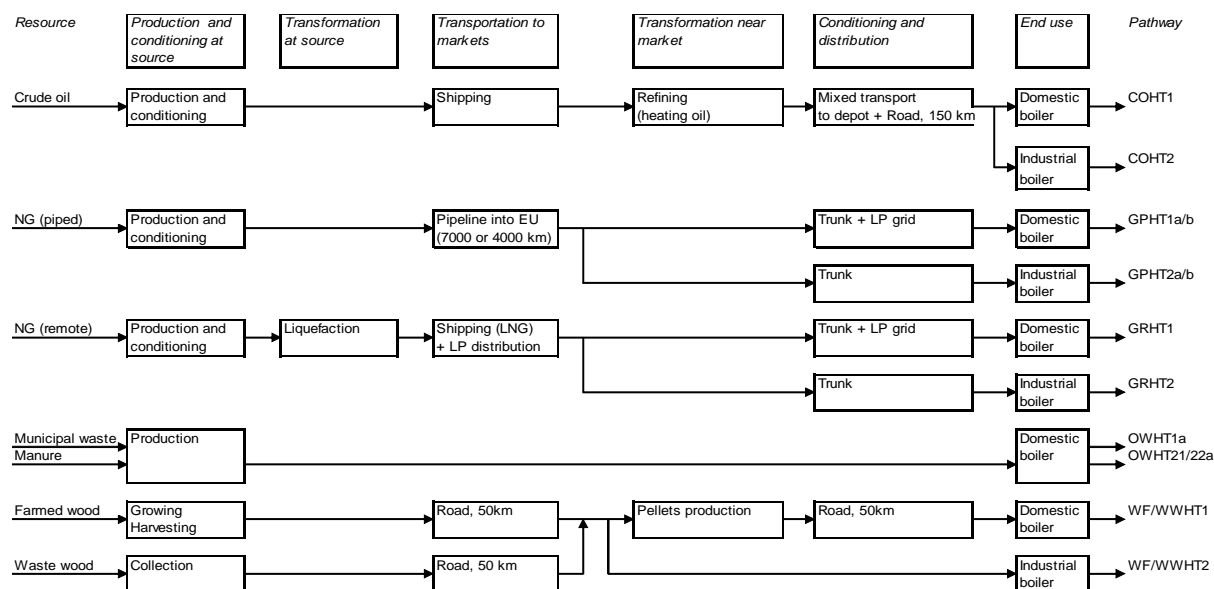 Resource
Production and
conditioning at
source
Transformation
at source
Transportation to
markets
Transformation near
market
Conditioning and
distribution
End use
Pathway
Crude oil
Production and
conditioning
Shipping
Refining
(heating oil)
Mixed transport
to depot + Road, 150 km
Domestic
boiler
COHT1
Industrial
boiler
COHT2
NG (piped)
Production and
conditioning
Pipeline into EU
(7000 or 4000 km)
Trunk + LP grid
Domestic
boiler
GPHT1a/b
Trunk
Industrial
boiler
GPHT2a/b
NG (remote)
Production and
conditioning
Liquefaction
Shipping (LNG)
+ LP distribution
Trunk + LP grid
Domestic
boiler
GRHT1
Trunk
Industrial
boiler
GRHT2
Municipal waste
Manure
Production
Domestic
boiler
OWHT1a
OWHT21/22a
Farmed wood
Growing
Harvesting
Road, 50km
Pellets production
Road, 50km
Domestic
boiler
WF/WWHT1
Waste wood
Collection
Road, 50 km
Industrial
boiler
WF/WWHT2